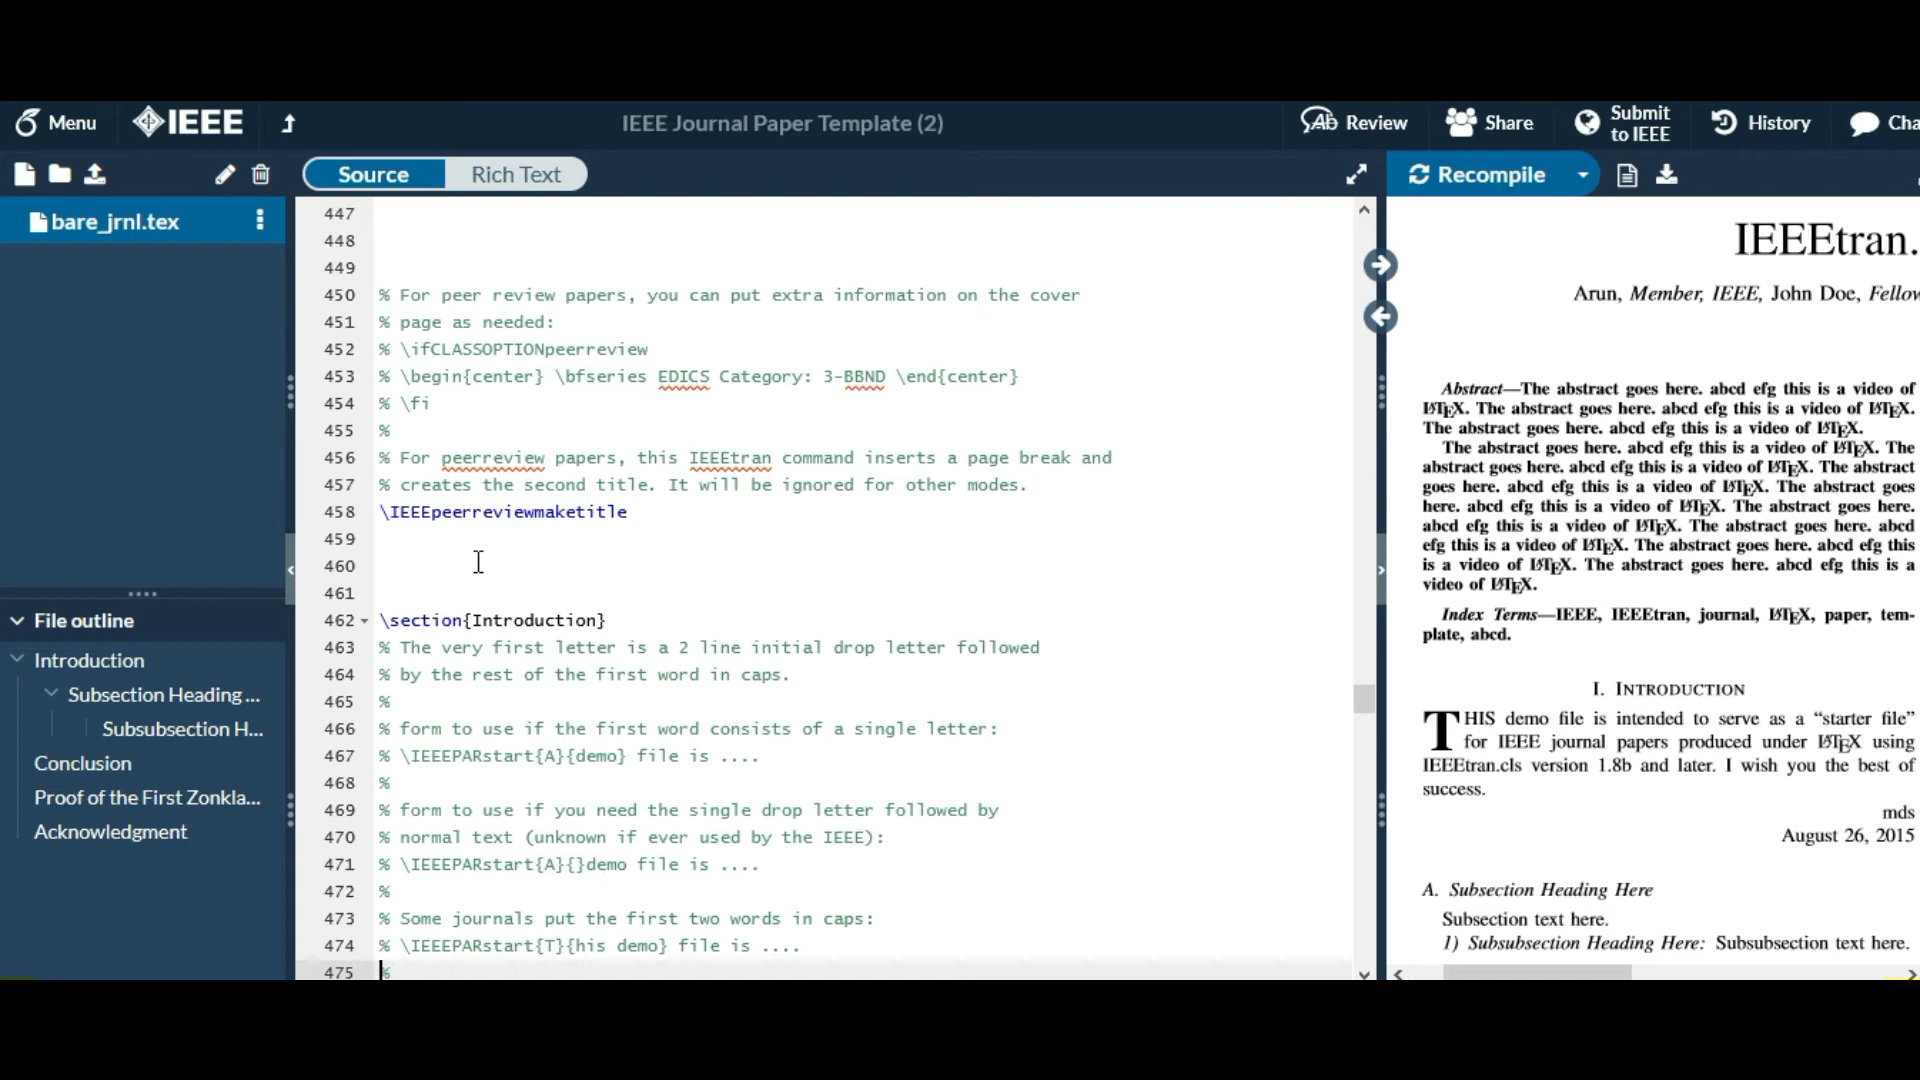 Menu
IEEE
IEEE Journal Paper Template (2)
Review
Share
Submit
to IEEE
History
Cha
Source
Rich Text
Recompile
bare_jrnl.tex
File outline
Introduction
Subsection Heading ...
Subsubsection H...
Conclusion
Proof of the First Zonkla...
Acknowledgment
447
448
449
450 % For peer review papers, you can put extra information on the cover
451 % page as needed:
452 % \ifCLASSOPTIONpeerreview
453 % \begin{center} \bfseries EDICS Category: 3-BBND \end{center}
454 % \fi
455 %
456 % For peerreview papers, this IEEEtran command inserts a page break and
457 % creates the second title. It will be ignored for other modes.
458 \IEEEpeerreviewmaketitle
459
460
461
462 \section{Introduction}
463 % The very first letter is a 2 line initial drop letter followed
464 % by the rest of the first word in caps.
465 %
466 % form to use if the first word consists of a single letter:
467 % \IEEEPARstart{A}{demo} file is ....
468 %
469 % form to use if you need the single drop letter followed by
470 % normal text (unknown if ever used by the IEEE):
471 % \IEEEPARstart{A}{}demo file is ....
472 %
473 % Some journals put the first two words in caps:
474 % \IEEEPARstart{T}{his demo} file is ....
475 %
IEEEtran.
Arun, Member, IEEE, John Doe, Fellow
Abstract—The abstract goes here. abcd efg this is a video of
LATEX. The abstract goes here. abcd efg this is a video of LATEX.
The abstract goes here. abcd efg this is a video of LATEX.
The abstract goes here. abcd efg this is a video of LATEX. The
abstract goes here. abcd efg this is a video of LATEX. The abstract
goes here. abcd efg this is a video of LATEX. The abstract goes
here. abcd efg this is a video of LATEX. The abstract goes here.
abcd efg this is a video of LATEX. The abstract goes here. abcd
efg this is a video of LATEX. The abstract goes here. abcd efg this
is a video of LATEX. The abstract goes here. abcd efg this is a
video of LATEX.
Index Terms—IEEE, IEEEtran, journal, LATEX, paper, tem-
plate, abcd.
I. INTRODUCTION
THIS demo file is intended to serve as a “starter file”
for IEEE journal papers produced under LATEX using
IEEEtran.cls version 1.8b and later. I wish you the best of
success.
mds
August 26, 2015
A. Subsection Heading Here
Subsection text here.
1) Subsubsection Heading Here: Subsubsection text here.